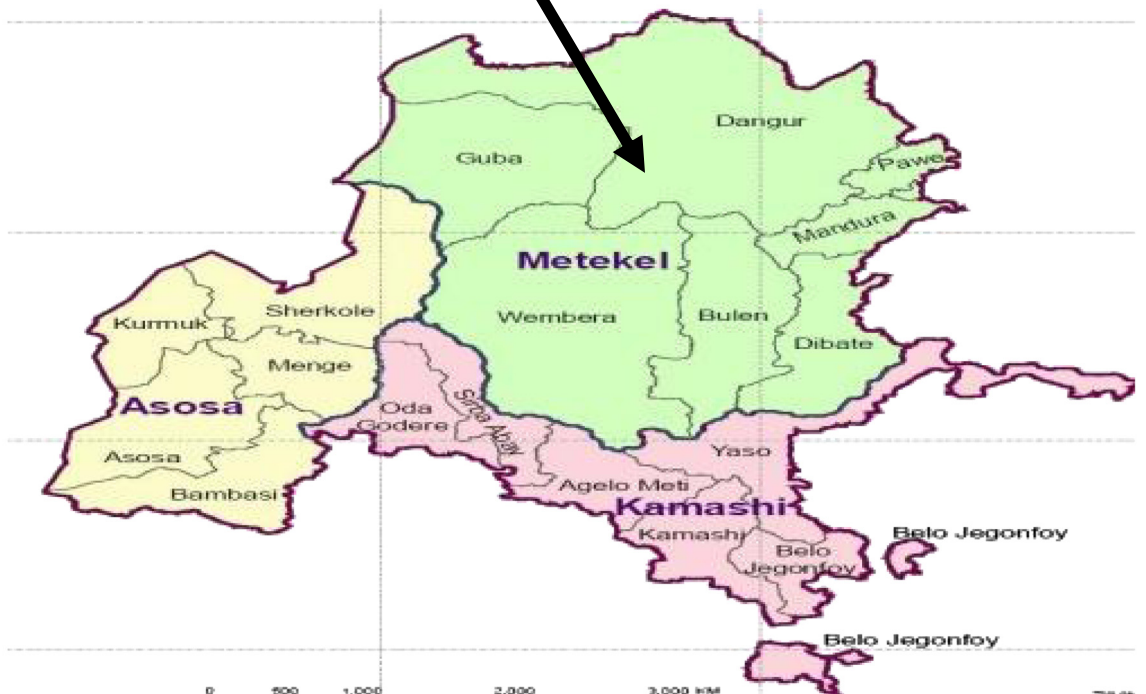 Dangur
Guba
Pawe
Mandura
Metekel
Sherkole
Kurmuk
Wembera
Bulen
Dibate
Menge
Asosa
Oda
Godere
Sirba Abay
Asosa
Yaso
Bambasi
Agelo Meti
Kamashi
Kamashi
Belo Jegonfoy
Belo
Jegonfoy
Belo Jegonfoy
0 500 1,000 2,000 3,000 KM